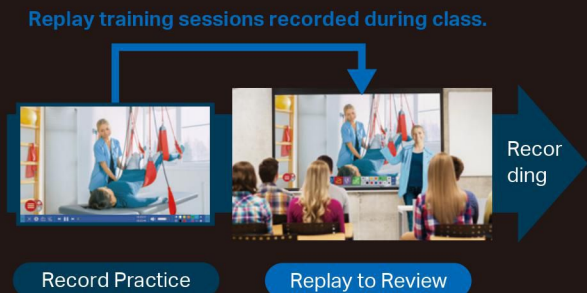 Replay training sessions recorded during class.
Recor
ding
Record Practice
Replay to Review